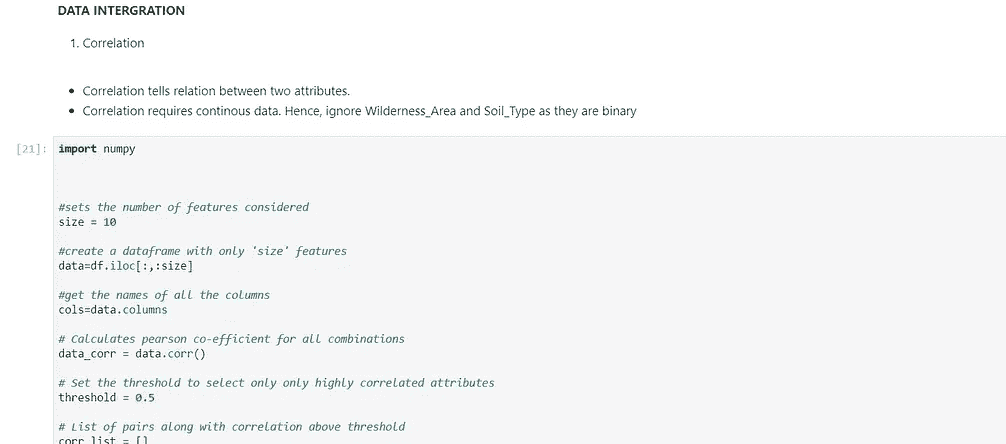 DATA INTERGRATION
1. Correlation
• Correlation tells relation between two attributes.
• Correlation requires continous data. Hence, ignore Wilderness_Area and Soil_Type as they are binary
[21]: import numpy
#sets the number of features considered
size = 10
#create a dataframe with only 'size' features
data=df.iloc[:,:size]
#get the names of all the columns
cols=data.columns
# Calculates pearson co-efficient for all combinations
data_corr = data.corr()
# Set the threshold to select only only highly correlated attributes
threshold = 0.5
# List of pairs along with correlation above threshold
corr_list = []